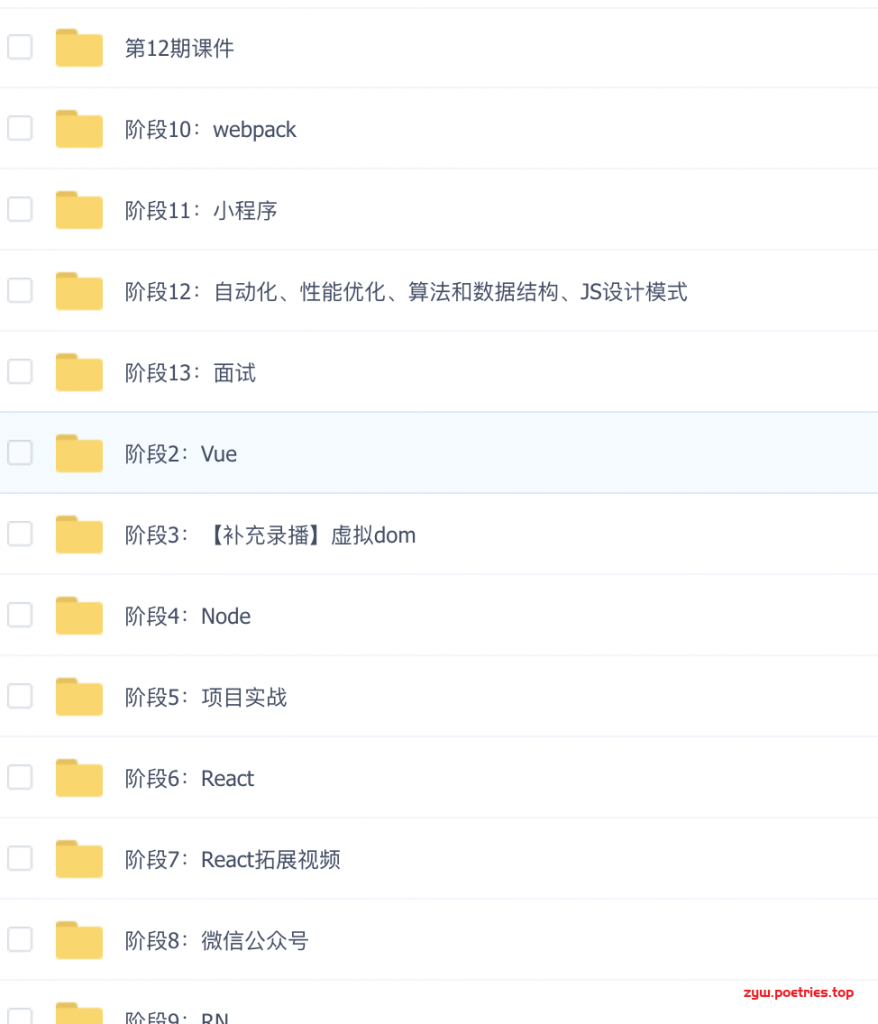 第12期课件
阶段10：webpack
阶段11：小程序
阶段12：自动化、性能优化、算法和数据结构、JS设计模式
阶段13：面试
阶段2：Vue
阶段3：【补充录播】虚拟dom
阶段4：Node
阶段5：项目实战
阶段6：React
阶段7：React拓展视频
阶段8：微信公众号
zyw.poetries.top
阶段9：RN